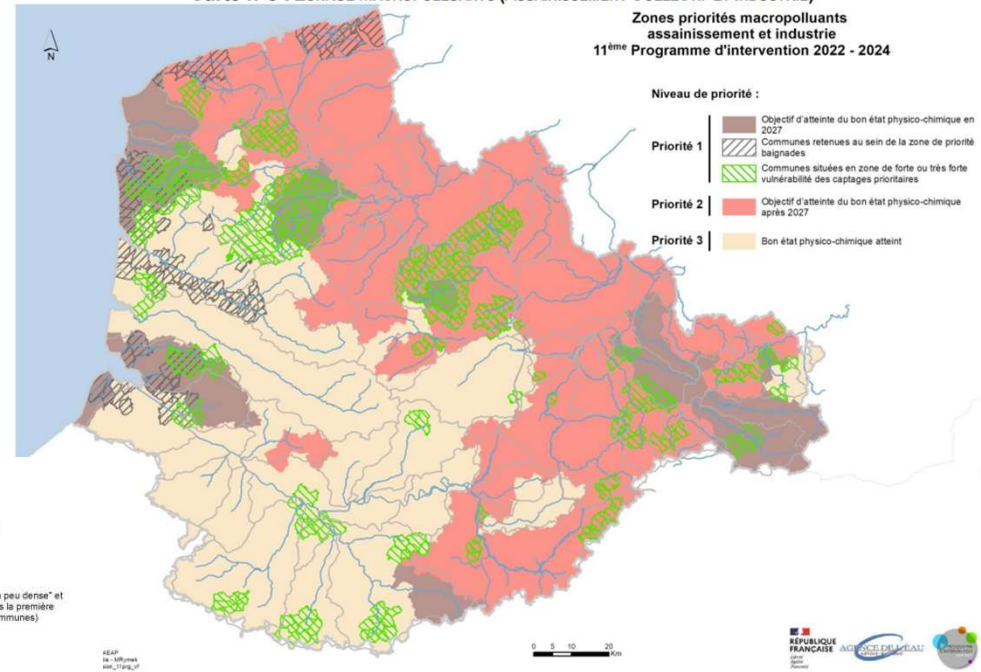 Zones priorités macropolluants
assainissement et industrie
11ème Programme d'intervention 2022 - 2024
N
Niveau de priorité :
Priorité 1
Objectif d'atteinte du bon état physico-chimique en
2027
Communes retenues au sein de la zone de priorité
baignades
Communes situées en zone de forte ou très forte
vulnérabilité des captages prioritaires
Priorité 2
Objectif d'atteinte du bon état physico-chimique
après 2027
Priorité 3
Bon état physico-chimique atteint
peu dense" et
s la première
mmunes)
AEAP
0 5 10 20
Km
RÉPUBLIQUE
FRANÇAISE
Liberté
Égalité
Fraternité
AGENCE DE L'EAU